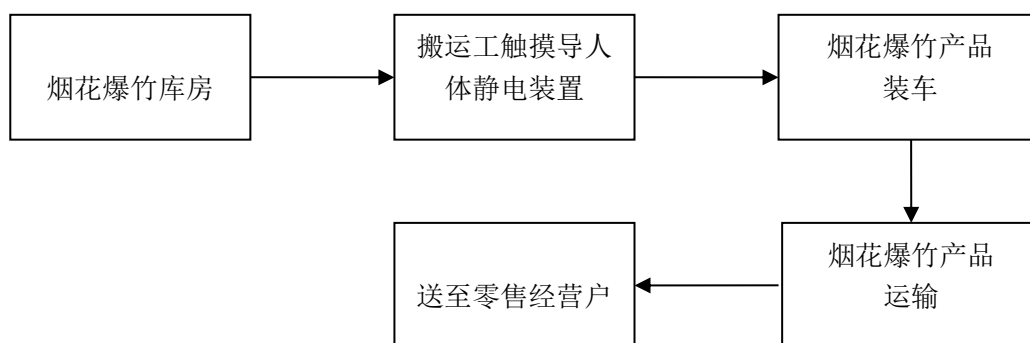 烟花爆竹库房
搬运工触摸导人
体静电装置
烟花爆竹产品
装车
烟花爆竹产品
运输
送至零售经营户